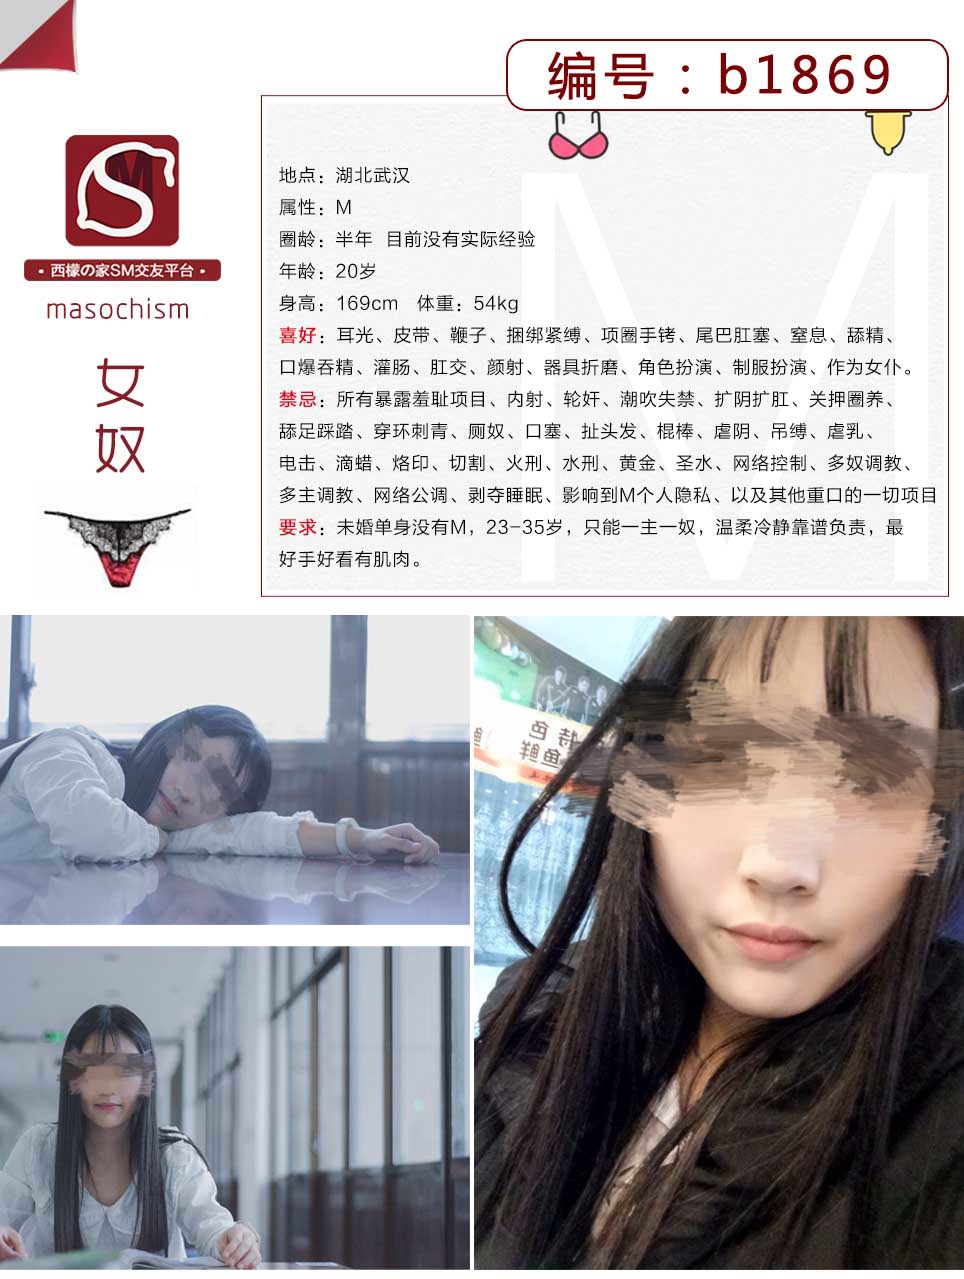 编号：b1869
M
西檬の家SM交友平台
masochism
女
奴
地点：湖北武汉
属性：M
圈龄：半年 目前没有实际经验
年龄：20岁
身高：169cm 体重：54kg
喜好：耳光、皮带、鞭子、捆绑紧缚、项圈手铐、尾巴肛塞、窒息、舔精、
口爆吞精、灌肠、肛交、颜射、器具折磨、角色扮演、制服扮演、作为女仆。
禁忌：所有暴露羞耻项目、内射、轮奸、潮吹失禁、扩阴扩肛、关押圈养、
舔足踩踏、穿环刺青、厕奴、口塞、扯头发、棍棒、虐阴、吊缚、虐乳、
电击、滴蜡、烙印、切割、火刑、水刑、黄金、圣水、网络控制、多奴调教、
多主调教、网络公调、剥夺睡眠、影响到M个人隐私、以及其他重口的一切项目
要求：未婚单身没有M，23-35岁，只能一主一奴，温柔冷静靠谱负责，最
好手好看有肌肉。
M
特色
鱼鲜